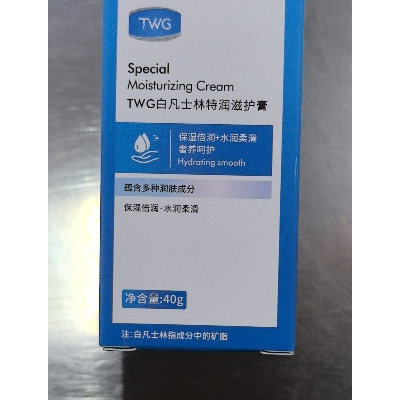 TWG
Special
Moisturizing Cream
TWG白凡士林特润滋护膏
保湿倍润+水润柔滑
奢养呵护
Hydrating smooth
蕴含多种润肤成分
保湿倍润·水润柔滑
净含量:40g
注:白凡士林指成分中的矿脂